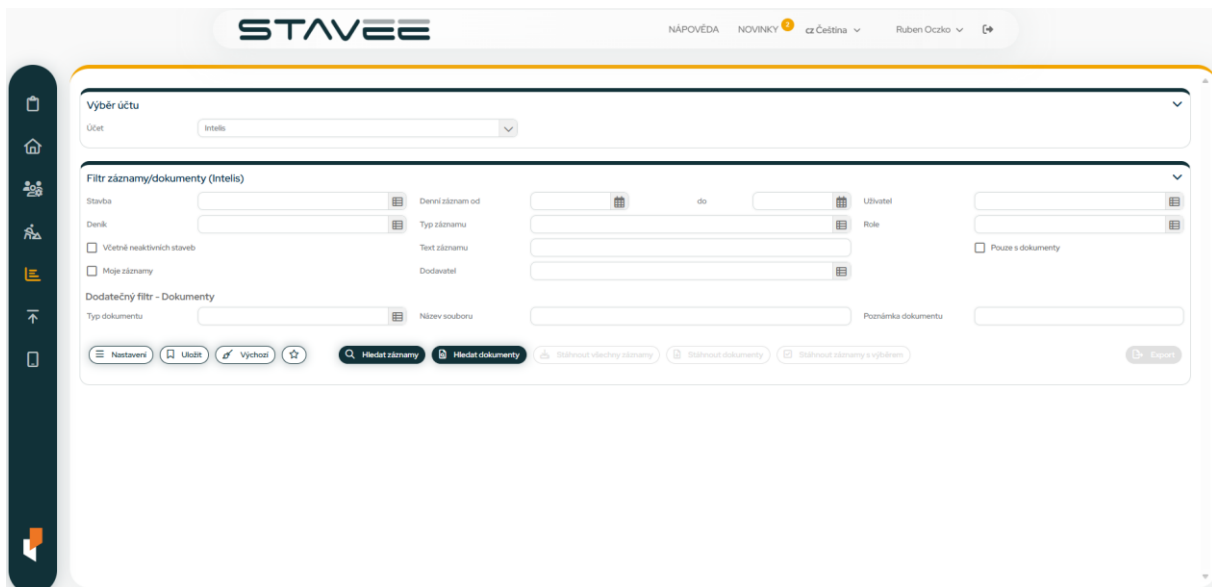 STAVEE
NÁPOVĚDA NOVINKY 2 cz Čeština Ruben Oczko
Výběr účtu
Účet Intelis
Filtr záznamy/dokumenty (Intelis)
Stavba Denní záznam od do Uživatel
Deník Typ záznamu Role
Včetně neaktivních staveb Text záznamu Pouze s dokumenty
Moje záznamy Dodavatel
Dodatečný filtr - Dokumenty
Typ dokumentu Název souboru Poznámka dokumentu
Nastavení Uložit Výchozí Hledat záznamy Hledat dokumenty Stáhnout všechny záznamy Stáhnout dokumenty Stáhnout záznamy s výběrem Export